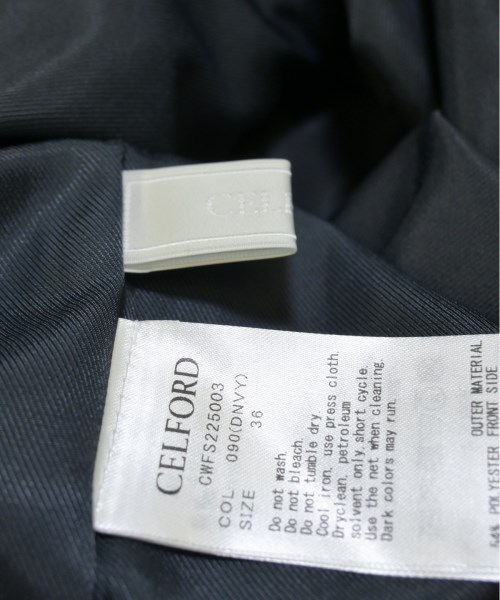 CELFORD
CWFS225003
COL 090(DNVY)
SIZE 36
Do not wash.
Do not bleach.
Do not tumble dry.
Cool iron, use press cloth.
Dryclean, petroleum
solvent only,short cycle.
Use the net when cleaning.
Dark colors may run.
OUTER MATERIAL
FRONT SIDE
POLYESTER